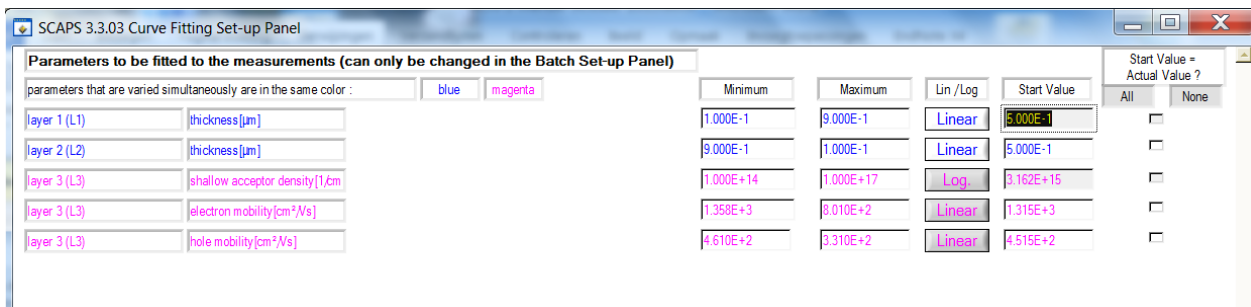 SCAPS 3.3.03 Curve Fitting Set-up Panel
Parameters to be fitted to the measurements (can only be changed in the Batch Set-up Panel)
Start Value =
Actual Value ?
parameters that are varied simultaneously are in the same color : blue magenta Minimum Maximum Lin /Log Start Value All None
layer 1 (L1) thickness[µm] 1.000E-1 9.000E-1 Linear 5.000E-1
layer 2 (L2) thickness[µm] 9.000E-1 1.000E-1 Linear 5.000E-1
layer 3 (L3) shallow acceptor density[1/cm 1.000E+14 1.000E+17 Log. 3.162E+15
layer 3 (L3) electron mobility[cm²/Vs] 1.358E+3 8.010E+2 Linear 1.315E+3
layer 3 (L3) hole mobility[cm²/Vs] 4.610E+2 3.310E+2 Linear 4.515E+2